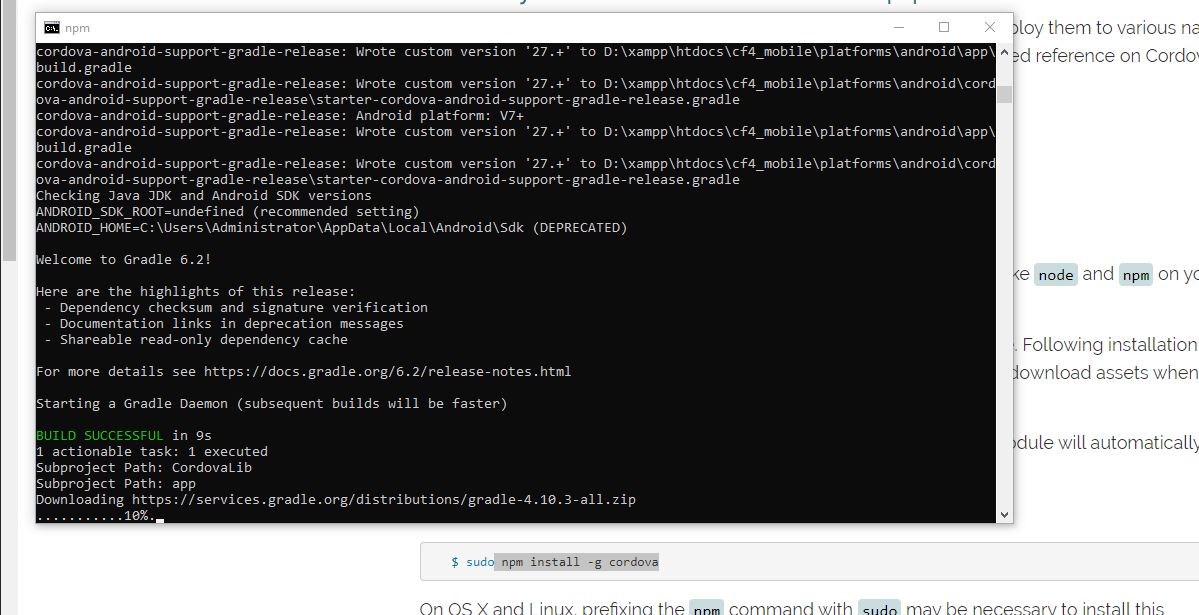 npm
cordova-android-support-gradle-release: Wrote custom version '27.+' to D:\xampp\htdocs\cf4_mobile\platforms\android\app\
build.gradle
cordova-android-support-gradle-release: Wrote custom version '27.+' to D:\xampp\htdocs\cf4_mobile\platforms\android\cord
ova-android-support-gradle-release\starter-cordova-android-support-gradle-release.gradle
cordova-android-support-gradle-release: Android platform: V7+
cordova-android-support-gradle-release: Wrote custom version '27.+' to D:\xampp\htdocs\cf4_mobile\platforms\android\app\
build.gradle
cordova-android-support-gradle-release: Wrote custom version '27.+' to D:\xampp\htdocs\cf4_mobile\platforms\android\cord
ova-android-support-gradle-release\starter-cordova-android-support-gradle-release.gradle
Checking Java JDK and Android SDK versions
ANDROID_SDK_ROOT=undefined (recommended setting)
ANDROID_HOME=C:\Users\Administrator\AppData\Local\Android\Sdk (DEPRECATED)
Welcome to Gradle 6.2!
Here are the highlights of this release:
- Dependency checksum and signature verification
- Documentation links in deprecation messages
- Shareable read-only dependency cache
For more details see https://docs.gradle.org/6.2/release-notes.html
Starting a Gradle Daemon (subsequent builds will be faster)
BUILD SUCCESSFUL in 9s
1 actionable task: 1 executed
Subproject Path: CordovaLib
Subproject Path: app
Downloading https://services.gradle.org/distributions/gradle-4.10.3-all.zip
...........10%.
ploy them to various na
ed reference on Cordov
ke node and npm on yo
. Following installation
download assets when
odule will automatically
$ sudo npm install -g cordova
On OS X and Linux, prefixing the npm command with sudo may be necessary to install this